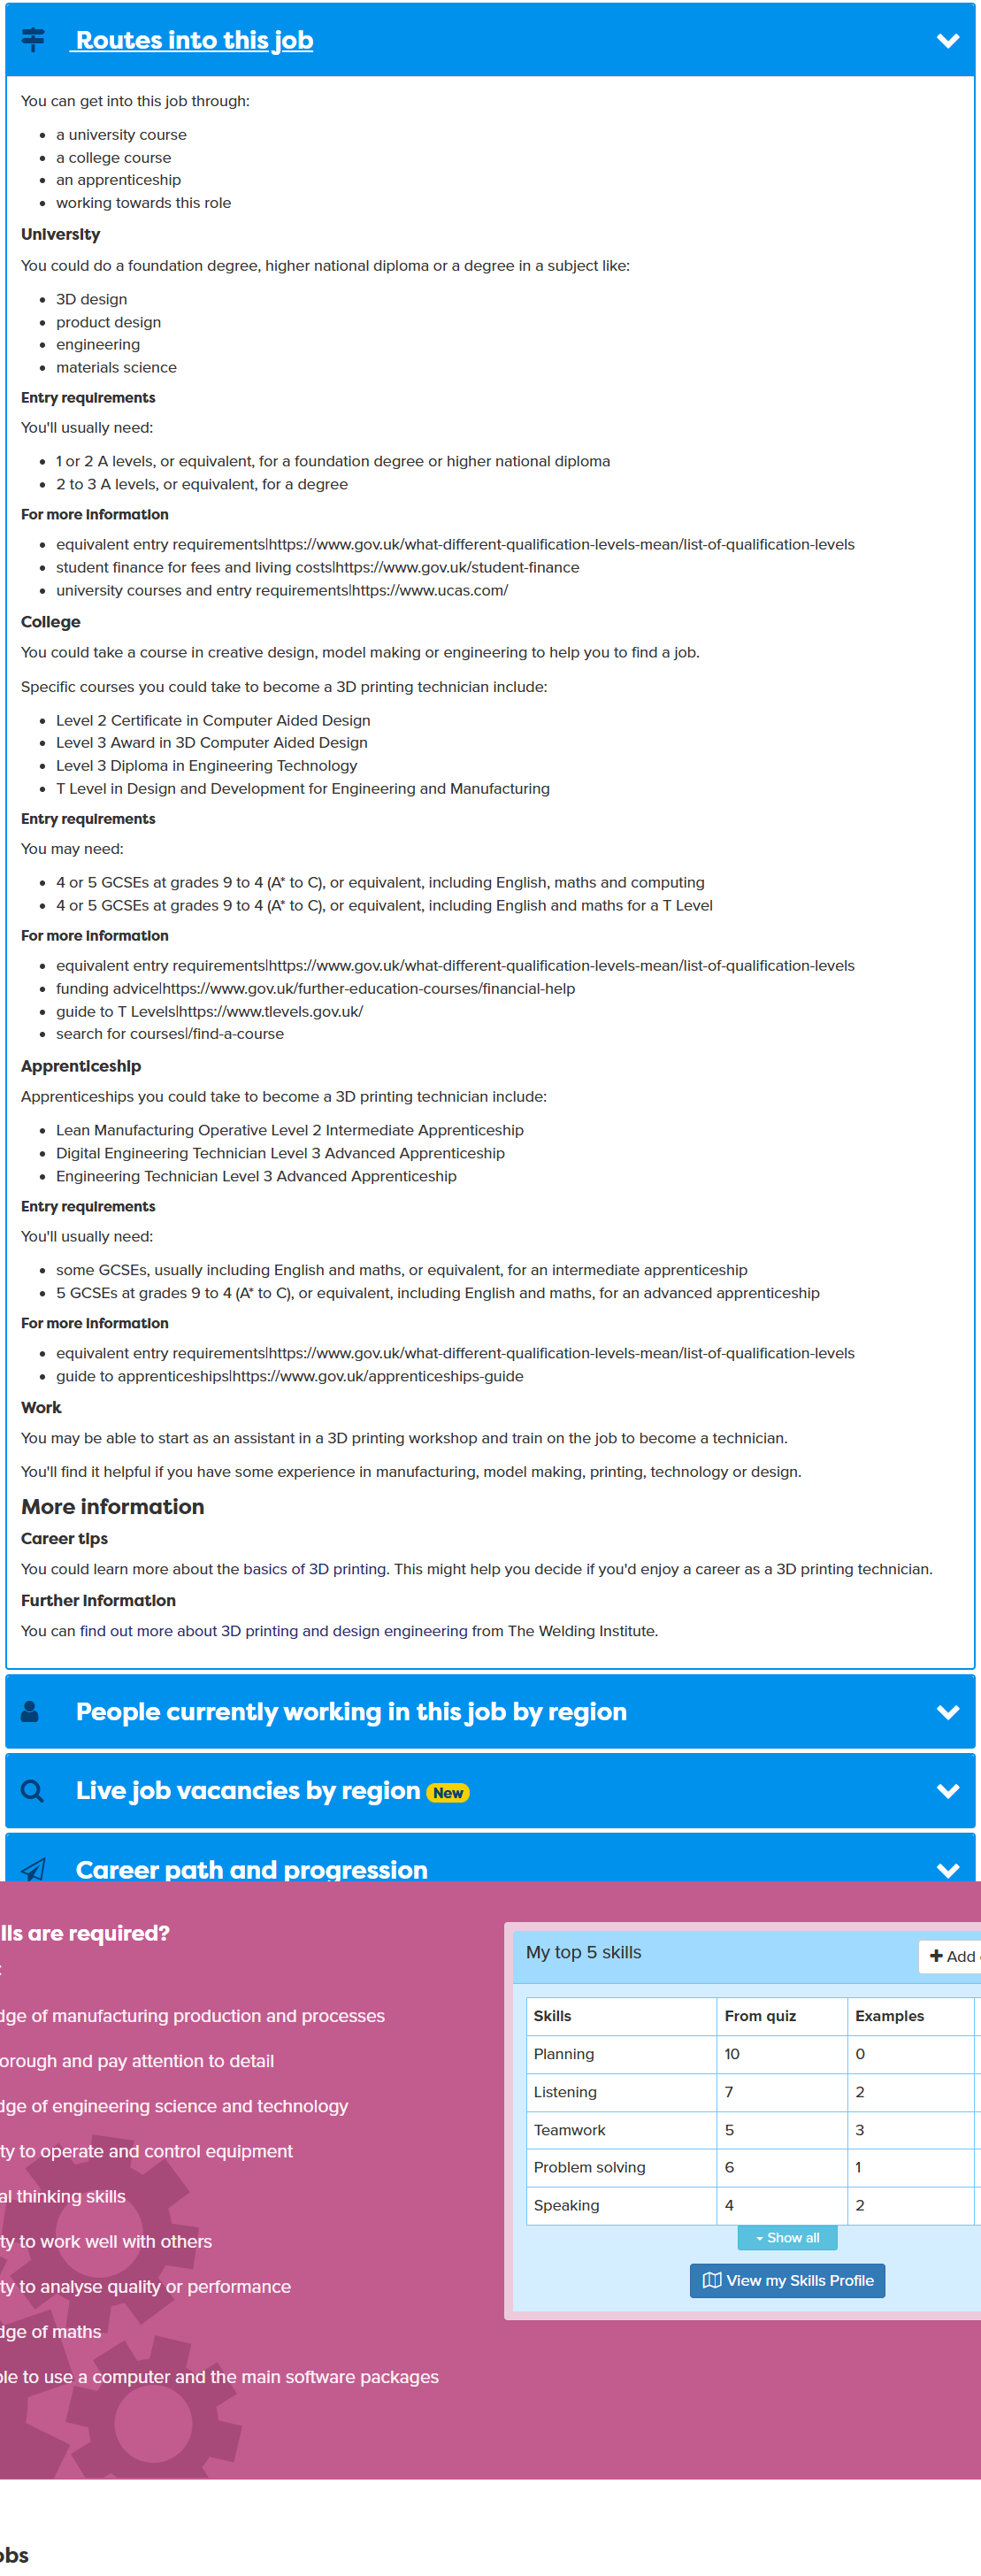 Routes into this job
You can get into this job through:
a university course
a college course
an apprenticeship
working towards this role
University
You could do a foundation degree, higher national diploma or a degree in a subject like:
3D design
product design
engineering
materials science
Entry requirements
You'll usually need:
1 or 2 A levels, or equivalent, for a foundation degree or higher national diploma
2 to 3 A levels, or equivalent, for a degree
For more information
equivalent entry requirements|https://www.gov.uk/what-different-qualification-levels-mean/list-of-qualification-levels
student finance for fees and living costs|https://www.gov.uk/student-finance
university courses and entry requirements|https://www.ucas.com/
College
You could take a course in creative design, model making or engineering to help you to find a job.
Specific courses you could take to become a 3D printing technician include:
Level 2 Certificate in Computer Aided Design
Level 3 Award in 3D Computer Aided Design
Level 3 Diploma in Engineering Technology
T Level in Design and Development for Engineering and Manufacturing
Entry requirements
You may need:
4 or 5 GCSEs at grades 9 to 4 (A* to C), or equivalent, including English, maths and computing
4 or 5 GCSEs at grades 9 to 4 (A* to C), or equivalent, including English and maths for a T Level
For more information
equivalent entry requirements|https://www.gov.uk/what-different-qualification-levels-mean/list-of-qualification-levels
funding advice|https://www.gov.uk/further-education-courses/financial-help
guide to T Levels|https://www.tlevels.gov.uk/
search for courses|/find-a-course
Apprenticeship
Apprenticeships you could take to become a 3D printing technician include:
Lean Manufacturing Operative Level 2 Intermediate Apprenticeship
Digital Engineering Technician Level 3 Advanced Apprenticeship
Engineering Technician Level 3 Advanced Apprenticeship
Entry requirements
You'll usually need:
some GCSEs, usually including English and maths, or equivalent, for an intermediate apprenticeship
5 GCSEs at grades 9 to 4 (A* to C), or equivalent, including English and maths, for an advanced apprenticeship
For more information
equivalent entry requirements|https://www.gov.uk/what-different-qualification-levels-mean/list-of-qualification-levels
guide to apprenticeships|https://www.gov.uk/apprenticeships-guide
Work
You may be able to start as an assistant in a 3D printing workshop and train on the job to become a technician.
You'll find it helpful if you have some experience in manufacturing, model making, printing, technology or design.
More information
Career tips
You could learn more about the basics of 3D printing. This might help you decide if you'd enjoy a career as a 3D printing technician.
Further information
You can find out more about 3D printing and design engineering from The Welding Institute.
People currently working in this job by region
Live job vacancies by region New
Career path and progression
lls are required?
dge of manufacturing production and processes
orough and pay attention to detail
dge of engineering science and technology
ty to operate and control equipment
al thinking skills
ty to work well with others
ty to analyse quality or performance
dge of maths
ble to use a computer and the main software packages
My top 5 skills
Add
Skills From quiz Examples
Planning 10 0
Listening 7 2
Teamwork 5 3
Problem solving 6 1
Speaking 4 2
Show all
View my Skills Profile
obs